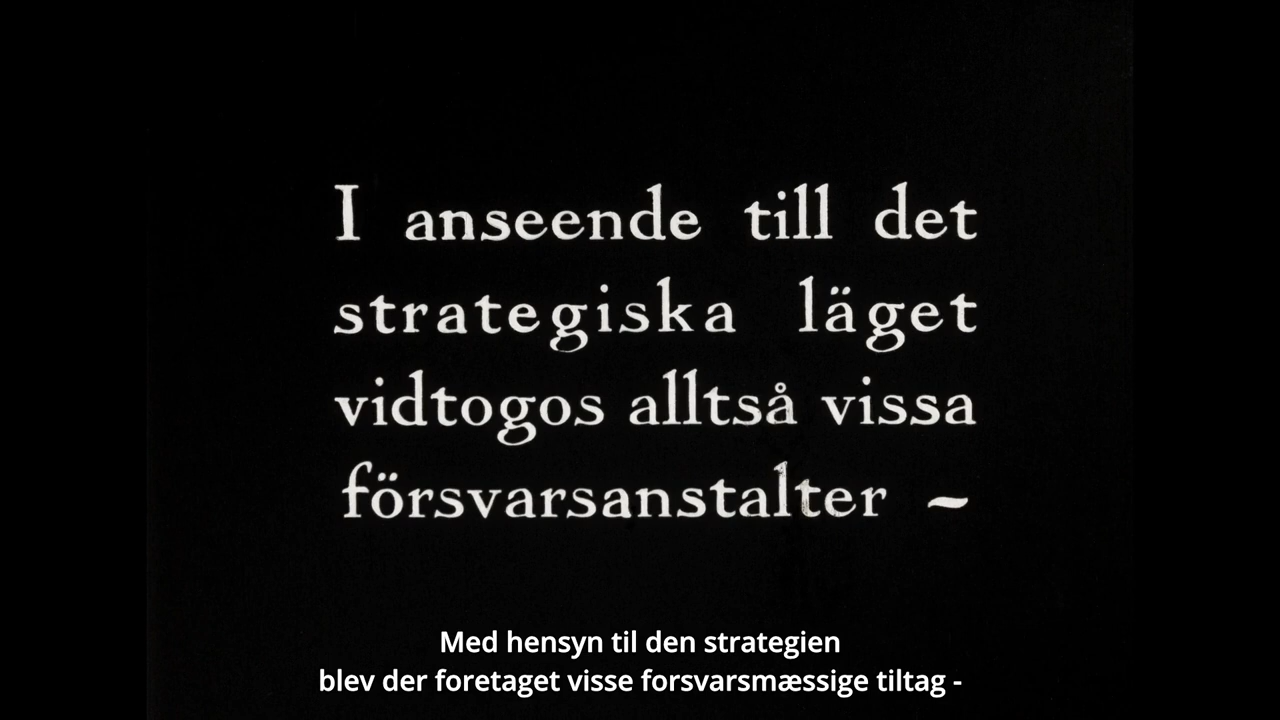 I anseende till det
strategiska läget
vidtogos alltså vissa
försvarsanstalter ~
Med hensyn til den strategien
blev der foretaget visse forsvarsmæssige tiltag -